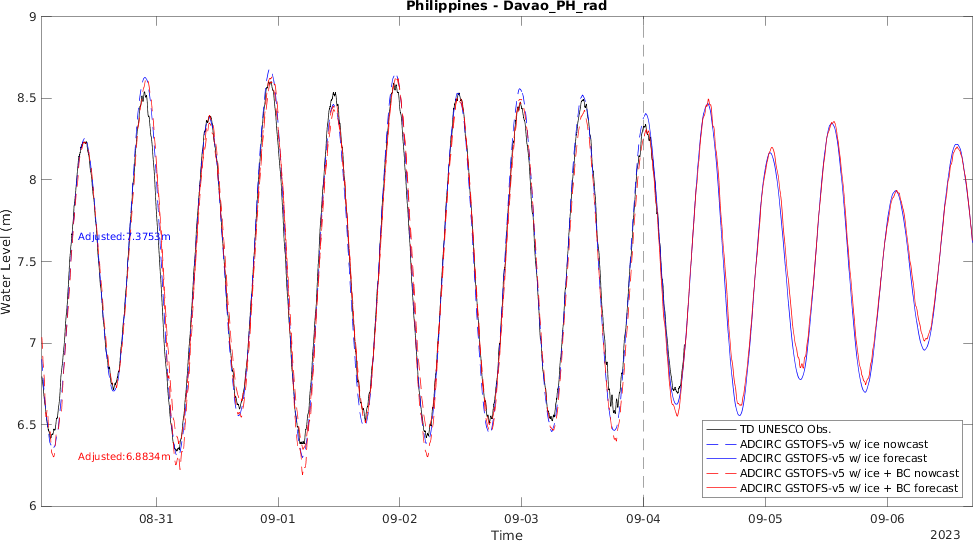 Philippines - Davao_PH_rad
9
8.5
8
7.5
7
6.5
6
Water Level (m)
Adjusted:7.3753m
Adjusted:6.8834m
TD UNESCO Obs.
ADCIRC GSTOFS-v5 w/ ice nowcast
ADCIRC GSTOFS-v5 w/ ice forecast
ADCIRC GSTOFS-v5 w/ ice + BC nowcast
ADCIRC GSTOFS-v5 w/ ice + BC forecast
08-31 09-01 09-02 09-03 09-04 09-05 09-06
Time
2023